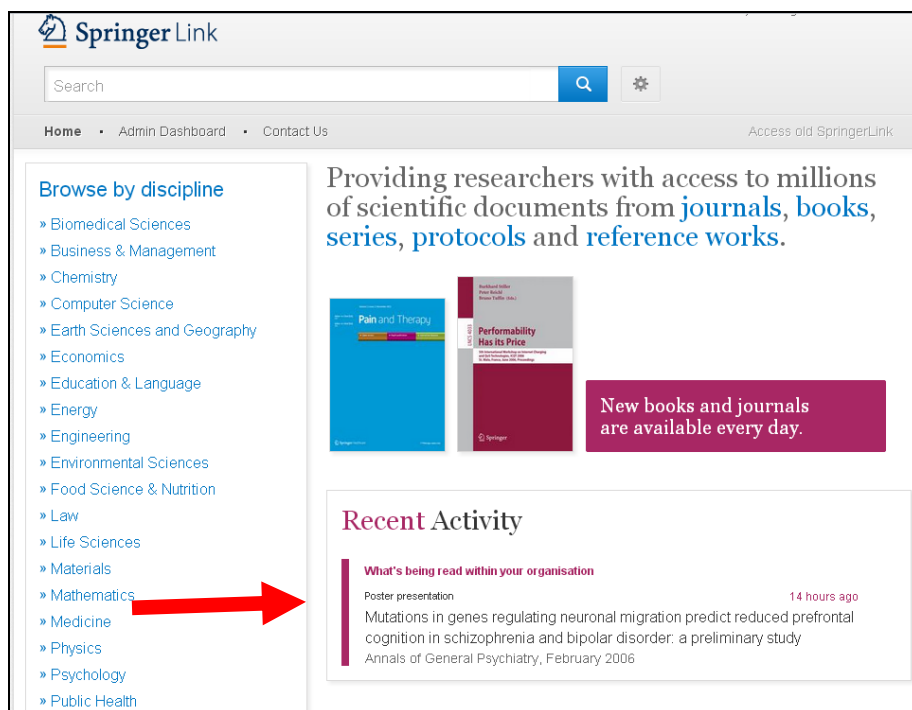 Springer Link
Search
Home • Admin Dashboard • Contact Us
Access old SpringerLink
Browse by discipline
» Biomedical Sciences
» Business & Management
» Chemistry
» Computer Science
» Earth Sciences and Geography
» Economics
» Education & Language
» Energy
» Engineering
» Environmental Sciences
» Food Science & Nutrition
» Law
» Life Sciences
» Materials
» Mathematics
» Medicine
» Physics
» Psychology
» Public Health
Providing researchers with access to millions
of scientific documents from journals, books,
series, protocols and reference works.
Pain and Therapy
Performability
Has its Price
Springer
New books and journals
are available every day.
Recent Activity
What's being read within your organisation
Poster presentation
14 hours ago
Mutations in genes regulating neuronal migration predict reduced prefrontal
cognition in schizophrenia and bipolar disorder: a preliminary study
Annals of General Psychiatry, February 2006